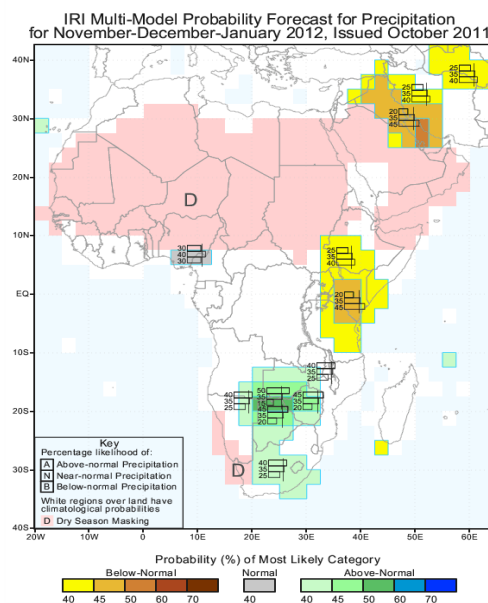 IRI Multi-Model Probability Forecast for Precipitation
for November-December-January 2012, Issued October 2011
40N
30N
20N
10N
EQ
10S
20S
30S
40S
20W
10W
0
10E
20E
30E
40E
50E
60E
25
35
40
25
35
40
20
35
45
D
30
40
30
25
35
40
20
35
45
40
35
25
40
35
25
50
35
15
45
35
20
45
35
20
40
35
25
D
Key
Percentage likelihood of:
A Above-normal Precipitation
N Near-normal Precipitation
B Below-normal Precipitation
White regions over land have
climatological probabilities
D Dry Season Masking
Probability (%) of Most Likely Category
Below-Normal Normal Above-Normal
40 45 50 60 70 40 40 45 50 60 70